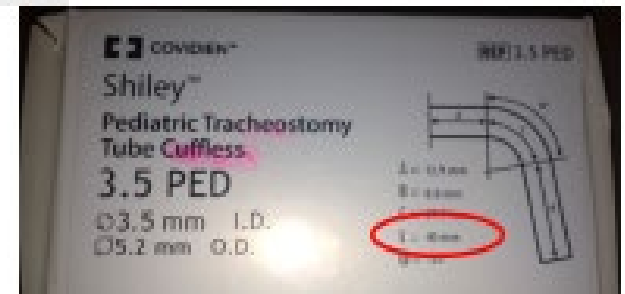 COVIDIEN™
REF 3.5 PED
Shiley™
Pediatric Tracheostomy
Tube Cuffless
3.5 PED
∅3.5 mm I.D.
∅5.2 mm O.D.